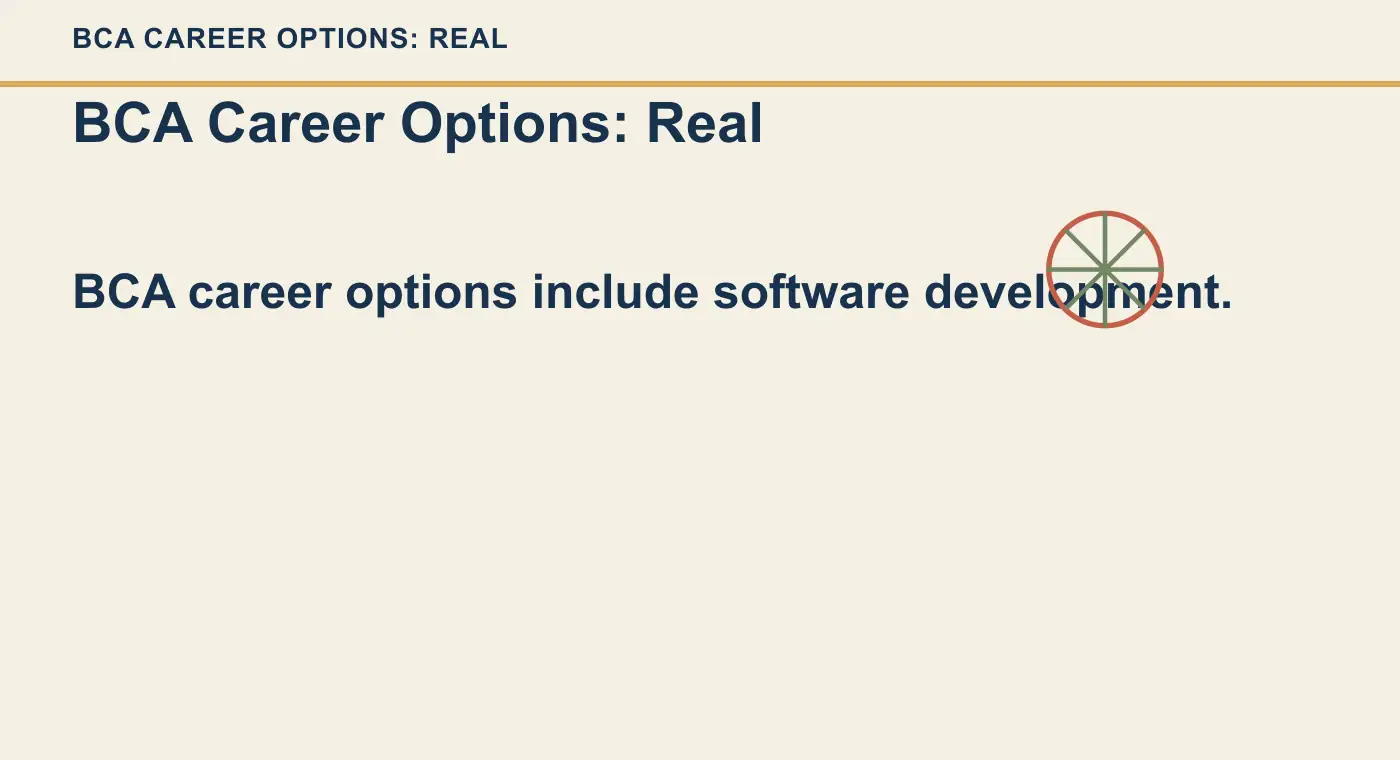 BCA CAREER OPTIONS: REAL
BCA Career Options: Real
BCA career options include software development.